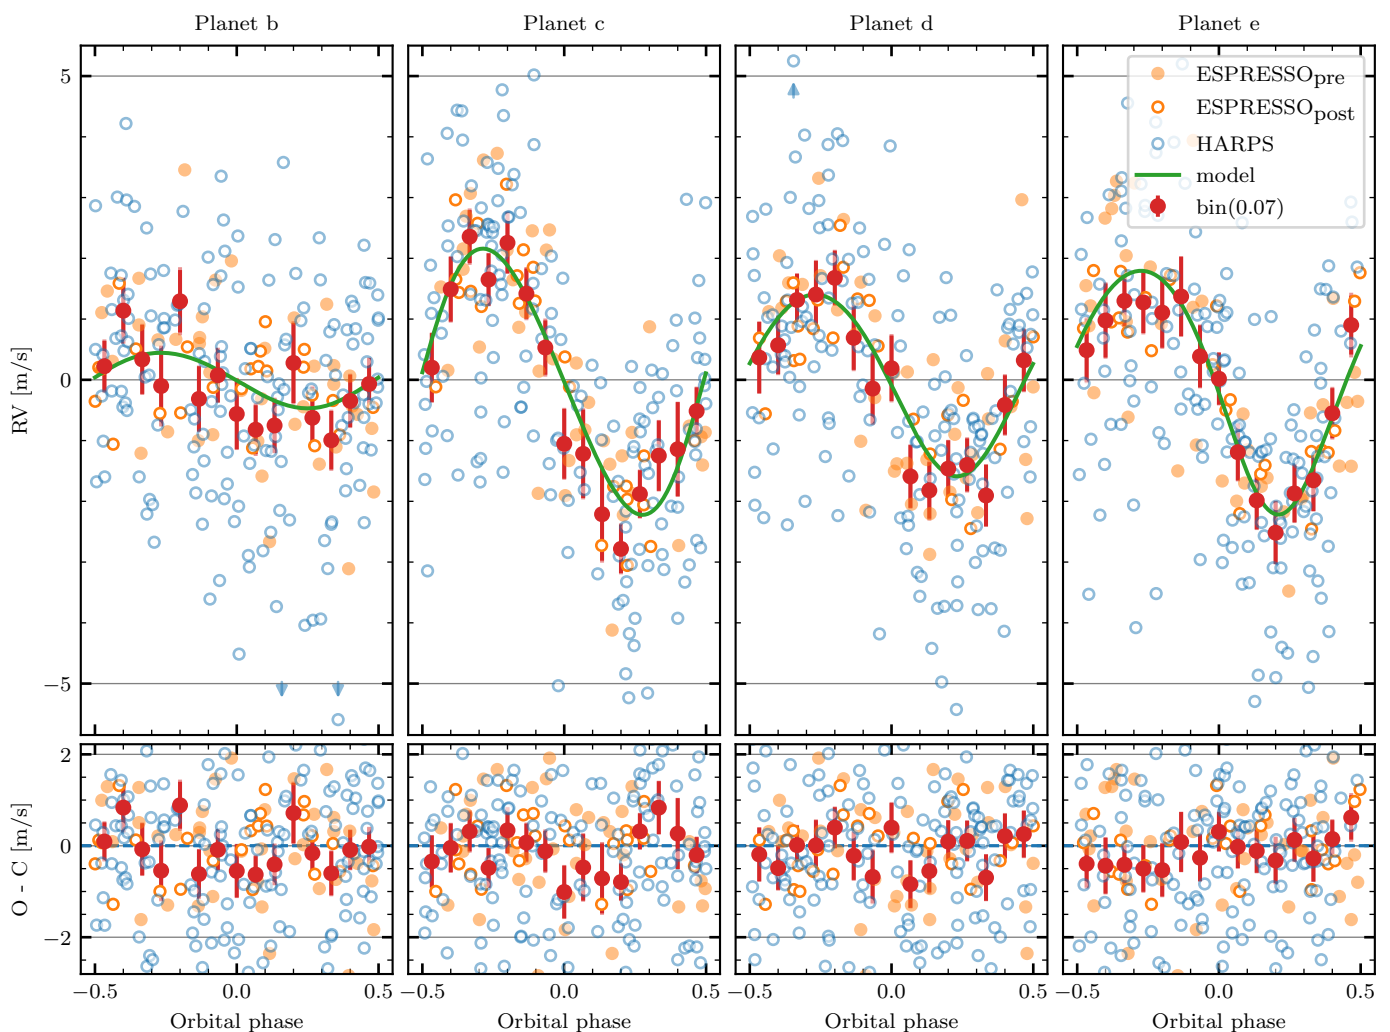 Planet b Planet c Planet d Planet e
ESPRESSOpre
ESPRESSOpost
HARPS
model
bin(0.07)
RV [m/s]
5
0
−5
O - C [m/s]
2
0
−2
−0.5 0.0 0.5 −0.5 0.0 0.5 −0.5 0.0 0.5 −0.5 0.0 0.5
Orbital phase Orbital phase Orbital phase Orbital phase